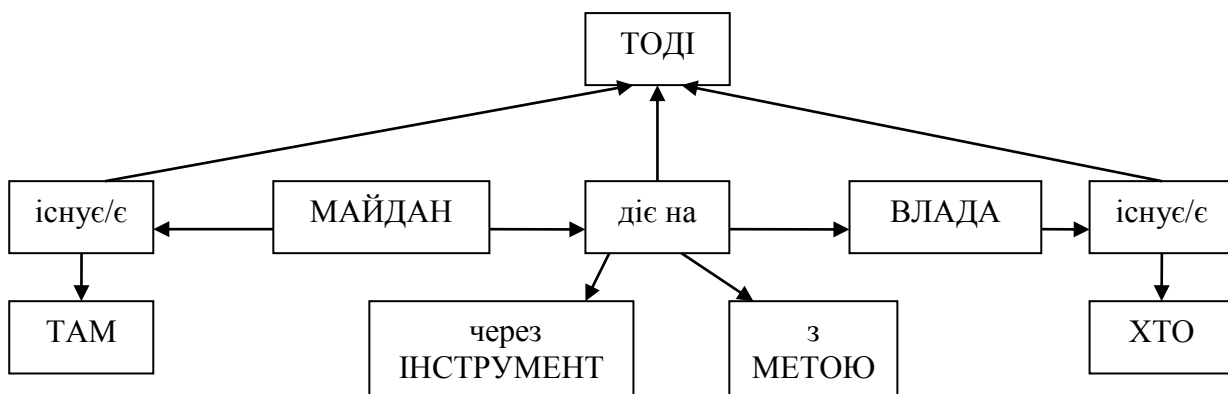 ТОДІ
існує/є
МАЙДАН
діє на
ВЛАДА
існує/є
ТАМ
через
ІНСТРУМЕНТ
з
МЕТОЮ
ХТО